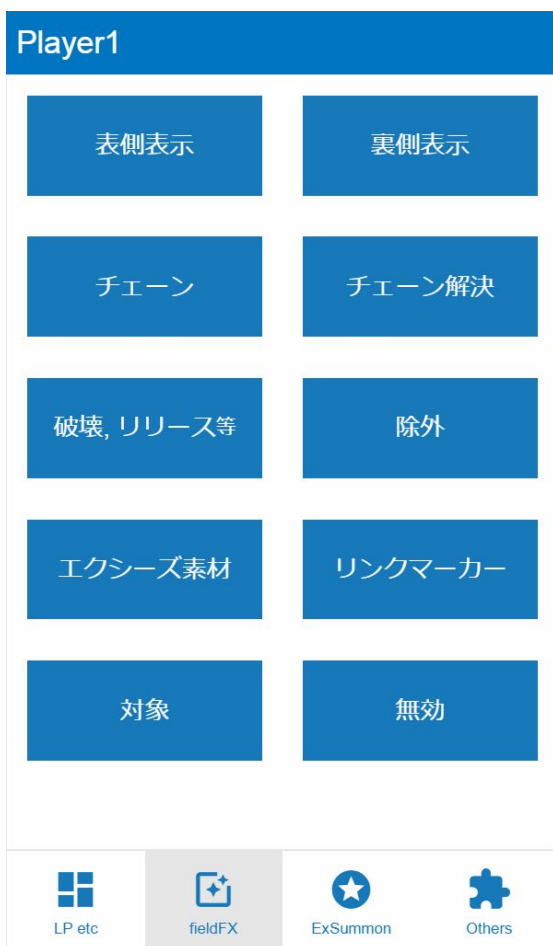 Player1
表側表示
裏側表示
チェーン
チェーン解決
破壊, リリース等
除外
エクシーズ素材
リンクマーカー
対象
無効
LP etc
fieldFX
ExSummon
Others